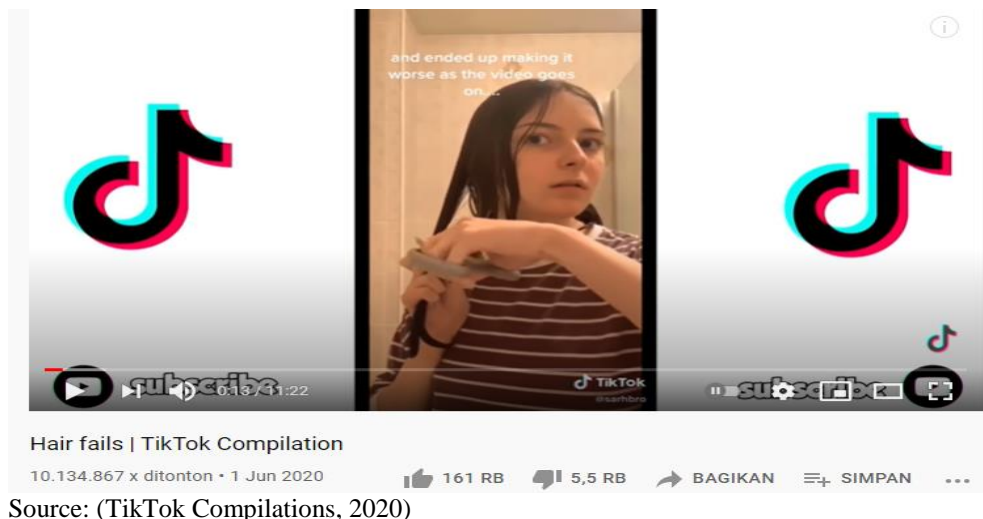 and ended up making it
worse as the video goes
on....
TikTok
@sarhbro
subscribe
0:13 / 11:22
subscribe
Hair fails | TikTok Compilation
10.134.867 x ditonton • 1 Jun 2020
161 RB
5,5 RB
BAGIKAN
SIMPAN
Source: (TikTok Compilations, 2020)